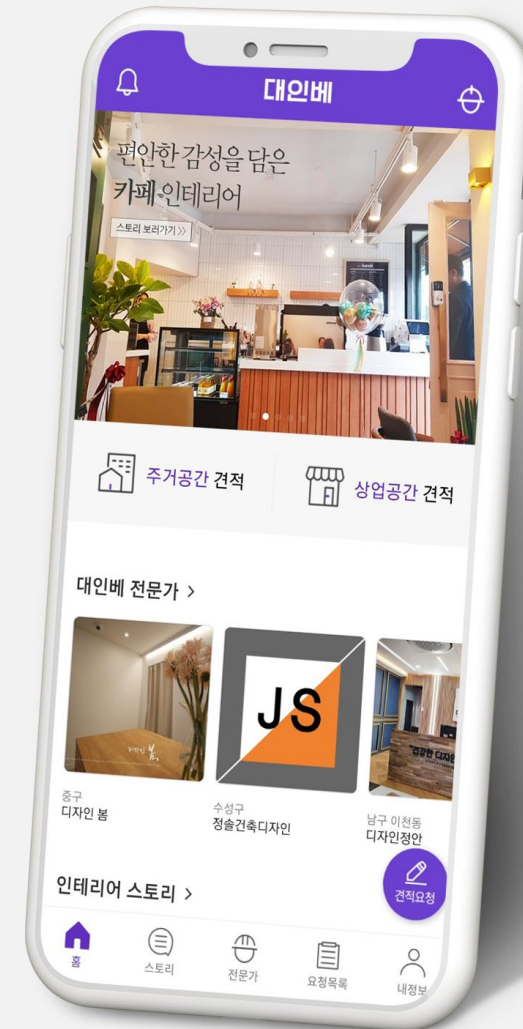 대인베
편안한 감성을 담은
카페 인테리어
스토리 보러가기 》
주거공간 견적
상업공간 견적
대인베 전문가 >
디자인 봄
JS
중구
디자인 봄
수성구
정솔건축디자인
남구 이천동
디자인정안
인테리어 스토리 >
견적요청
홈
스토리
전문가
요청목록
내정보